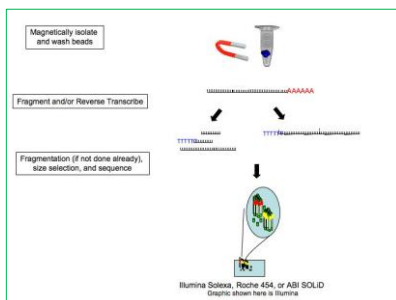 Magnetically isolate
and wash beads
AAAAAA
Fragment and/or Reverse Transcribe
TTTTT
TTTTT
Fragmentation (if not done already),
size selection, and sequence
Illumina Solexa, Roche 454, or ABI SOLiD
Graphic shown here is Illumina